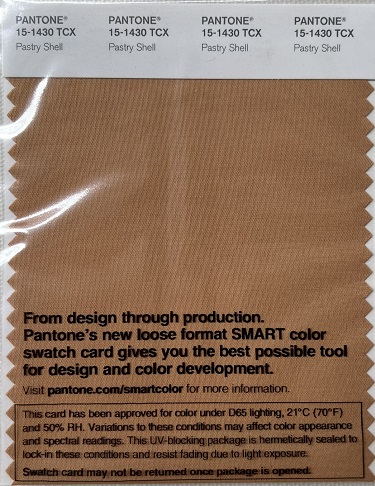 PANTONE® PANTONE® PANTONE® PANTONE®
15-1430 TCX 15-1430 TCX 15-1430 TCX 15-1430 TCX
Pastry Shell Pastry Shell Pastry Shell Pastry Shell
From design through production.
Pantone's new loose format SMART color
swatch card gives you the best possible tool
for design and color development.
Visit pantone.com/smartcolor for more information.
This card has been approved for color under D65 lighting, 21°C (70°F)
and 50% RH. Variations to these conditions may affect color appearance
and spectral readings. This UV-blocking package is hermetically sealed to
lock-in these conditions and resist fading due to light exposure.
Swatch card may not be returned once package is opened.